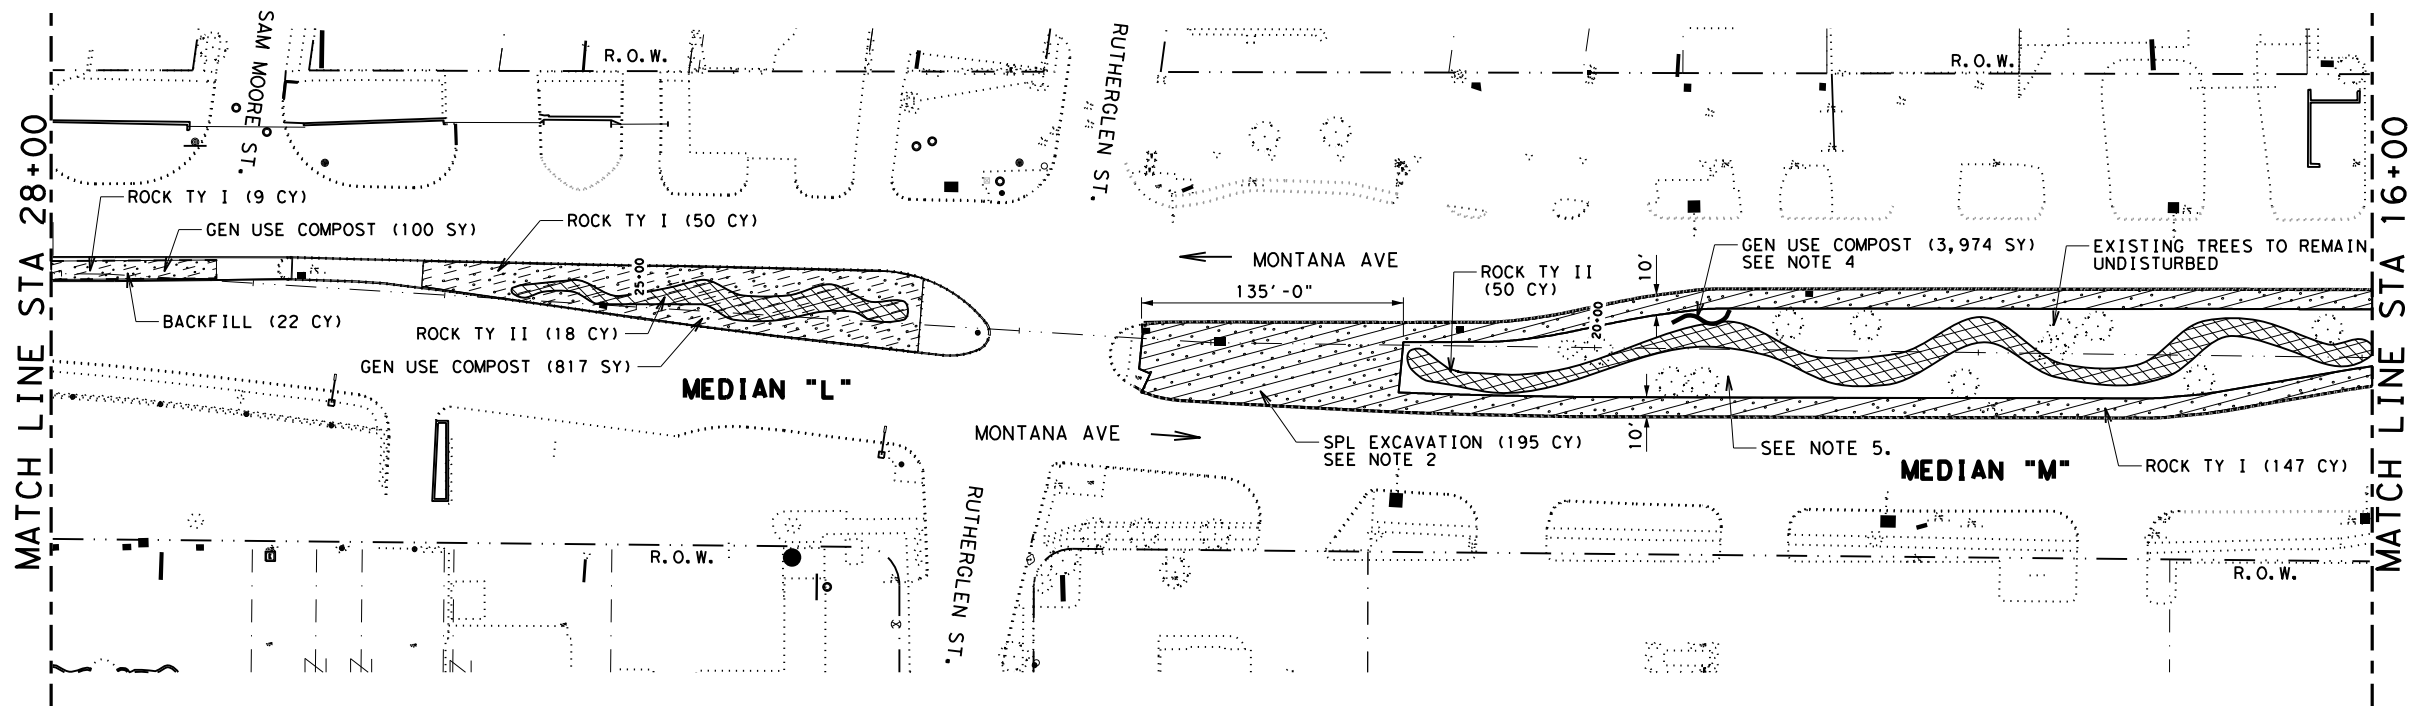 SAM MOORE ST.
R.O.W.
RUTHERGLEN ST.
R.O.W.
MATCH LINE STA 28+00
MATCH LINE STA 16+00
ROCK TY I (9 CY)
GEN USE COMPOST (100 SY)
ROCK TY I (50 CY)
MONTANA AVE
135'-0"
ROCK TY II
(50 CY)
10'
GEN USE COMPOST (3,974 SY)
SEE NOTE 4
EXISTING TREES TO REMAIN
UNDISTURBED
25+00
20+00
BACKFILL (22 CY)
ROCK TY II (18 CY)
GEN USE COMPOST (817 SY)
MEDIAN "L"
MONTANA AVE
SPL EXCAVATION (195 CY)
SEE NOTE 2
10'
SEE NOTE 5.
MEDIAN "M"
ROCK TY I (147 CY)
R.O.W.
RUTHERGLEN ST.
R.O.W.